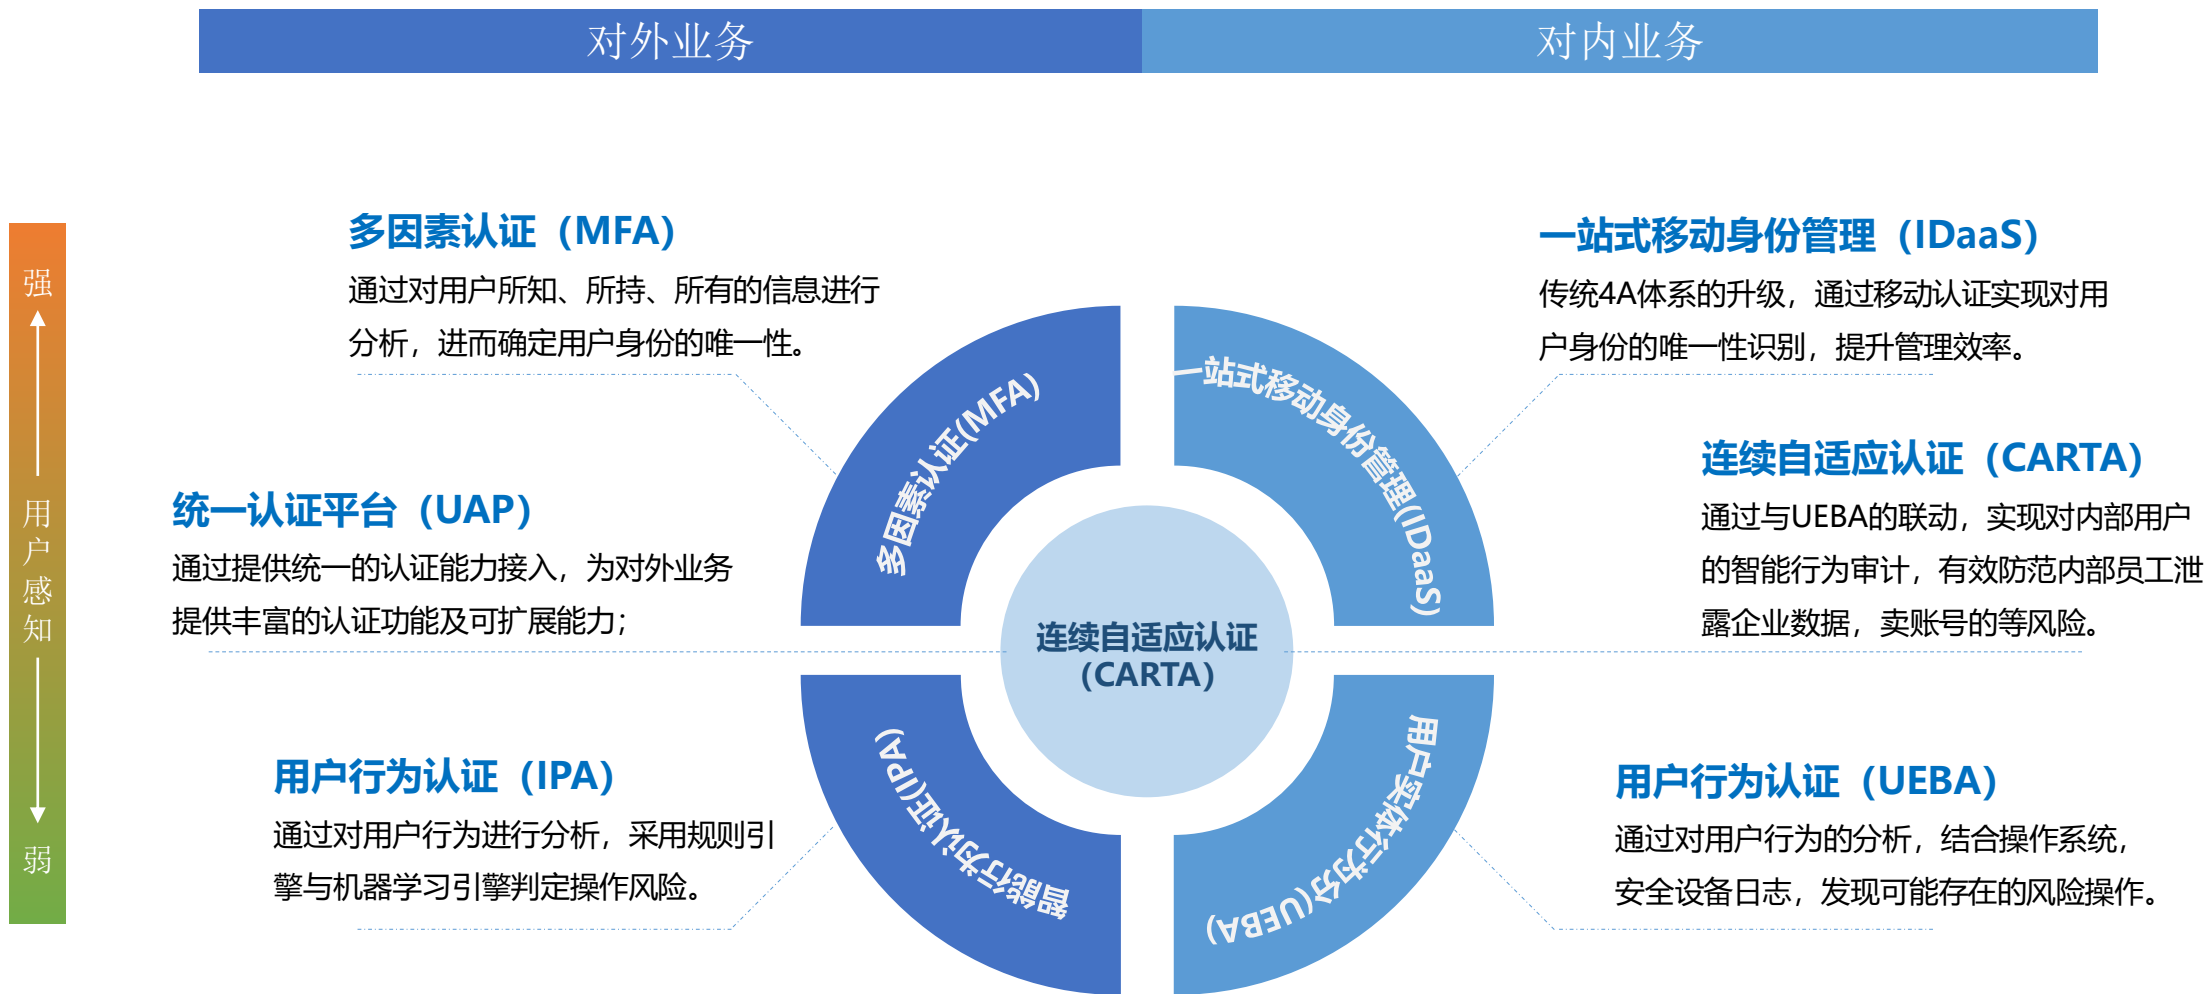 对外业务
对内业务
强
用户感知
弱
多因素认证（MFA）
通过对用户所知、所持、所有的信息进行
分析，进而确定用户身份的唯一性。
统一认证平台（UAP）
通过提供统一的认证能力接入，为对外业务
提供丰富的认证功能及可扩展能力；
用户行为认证（IPA）
通过对用户行为进行分析，采用规则引
擎与机器学习引擎判定操作风险。
多因素认证(MFA)
一站式移动身份管理(IDaaS)
连续自适应认证
（CARTA）
智能行为认证(IPA)
用户实体行为分(UEBA)
一站式移动身份管理（IDaaS）
传统4A体系的升级，通过移动认证实现对用
户身份的唯一性识别，提升管理效率。
连续自适应认证（CARTA）
通过与UEBA的联动，实现对内部用户
的智能行为审计，有效防范内部员工泄
露企业数据，卖账号的等风险。
用户行为认证（UEBA）
通过对用户行为的分析，结合操作系统，
安全设备日志，发现可能存在的风险操作。